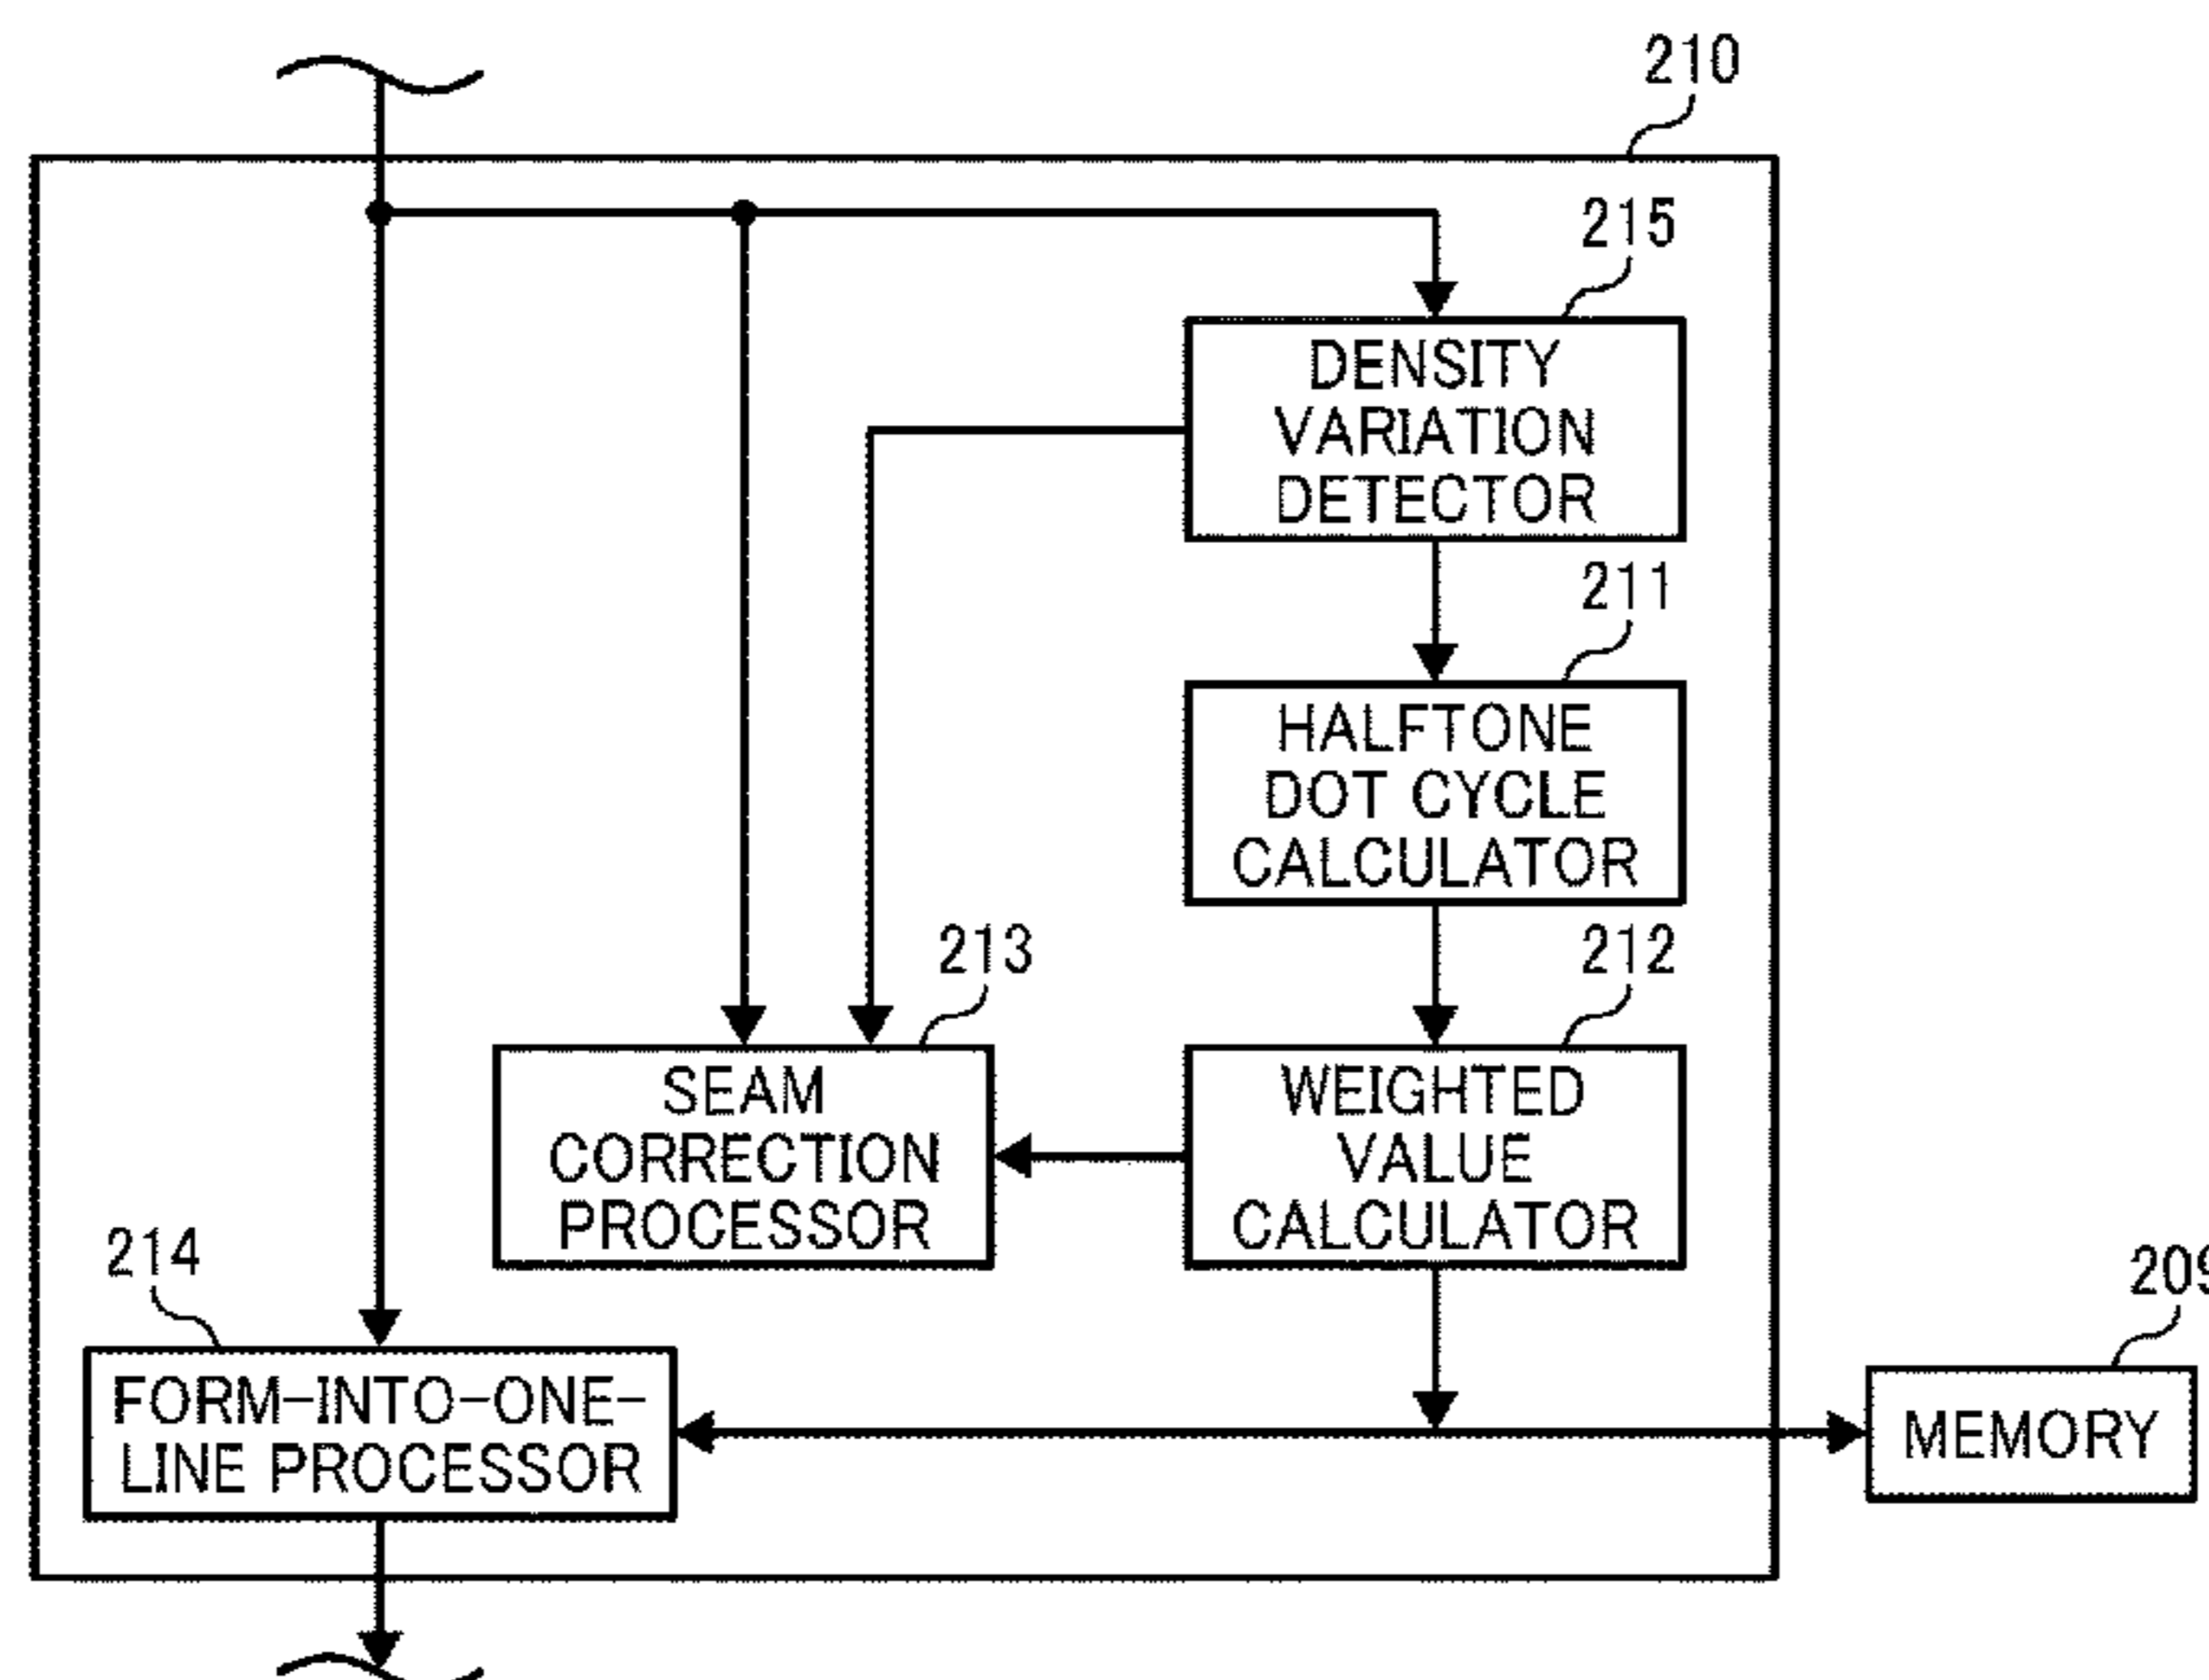 210
215
DENSITY
VARIATION
DETECTOR
211
HALFTONE
DOT CYCLE
CALCULATOR
213
212
SEAM
CORRECTION
PROCESSOR
WEIGHTED
VALUE
CALCULATOR
214
209
FORM-INTO-ONE-
LINE PROCESSOR
MEMORY